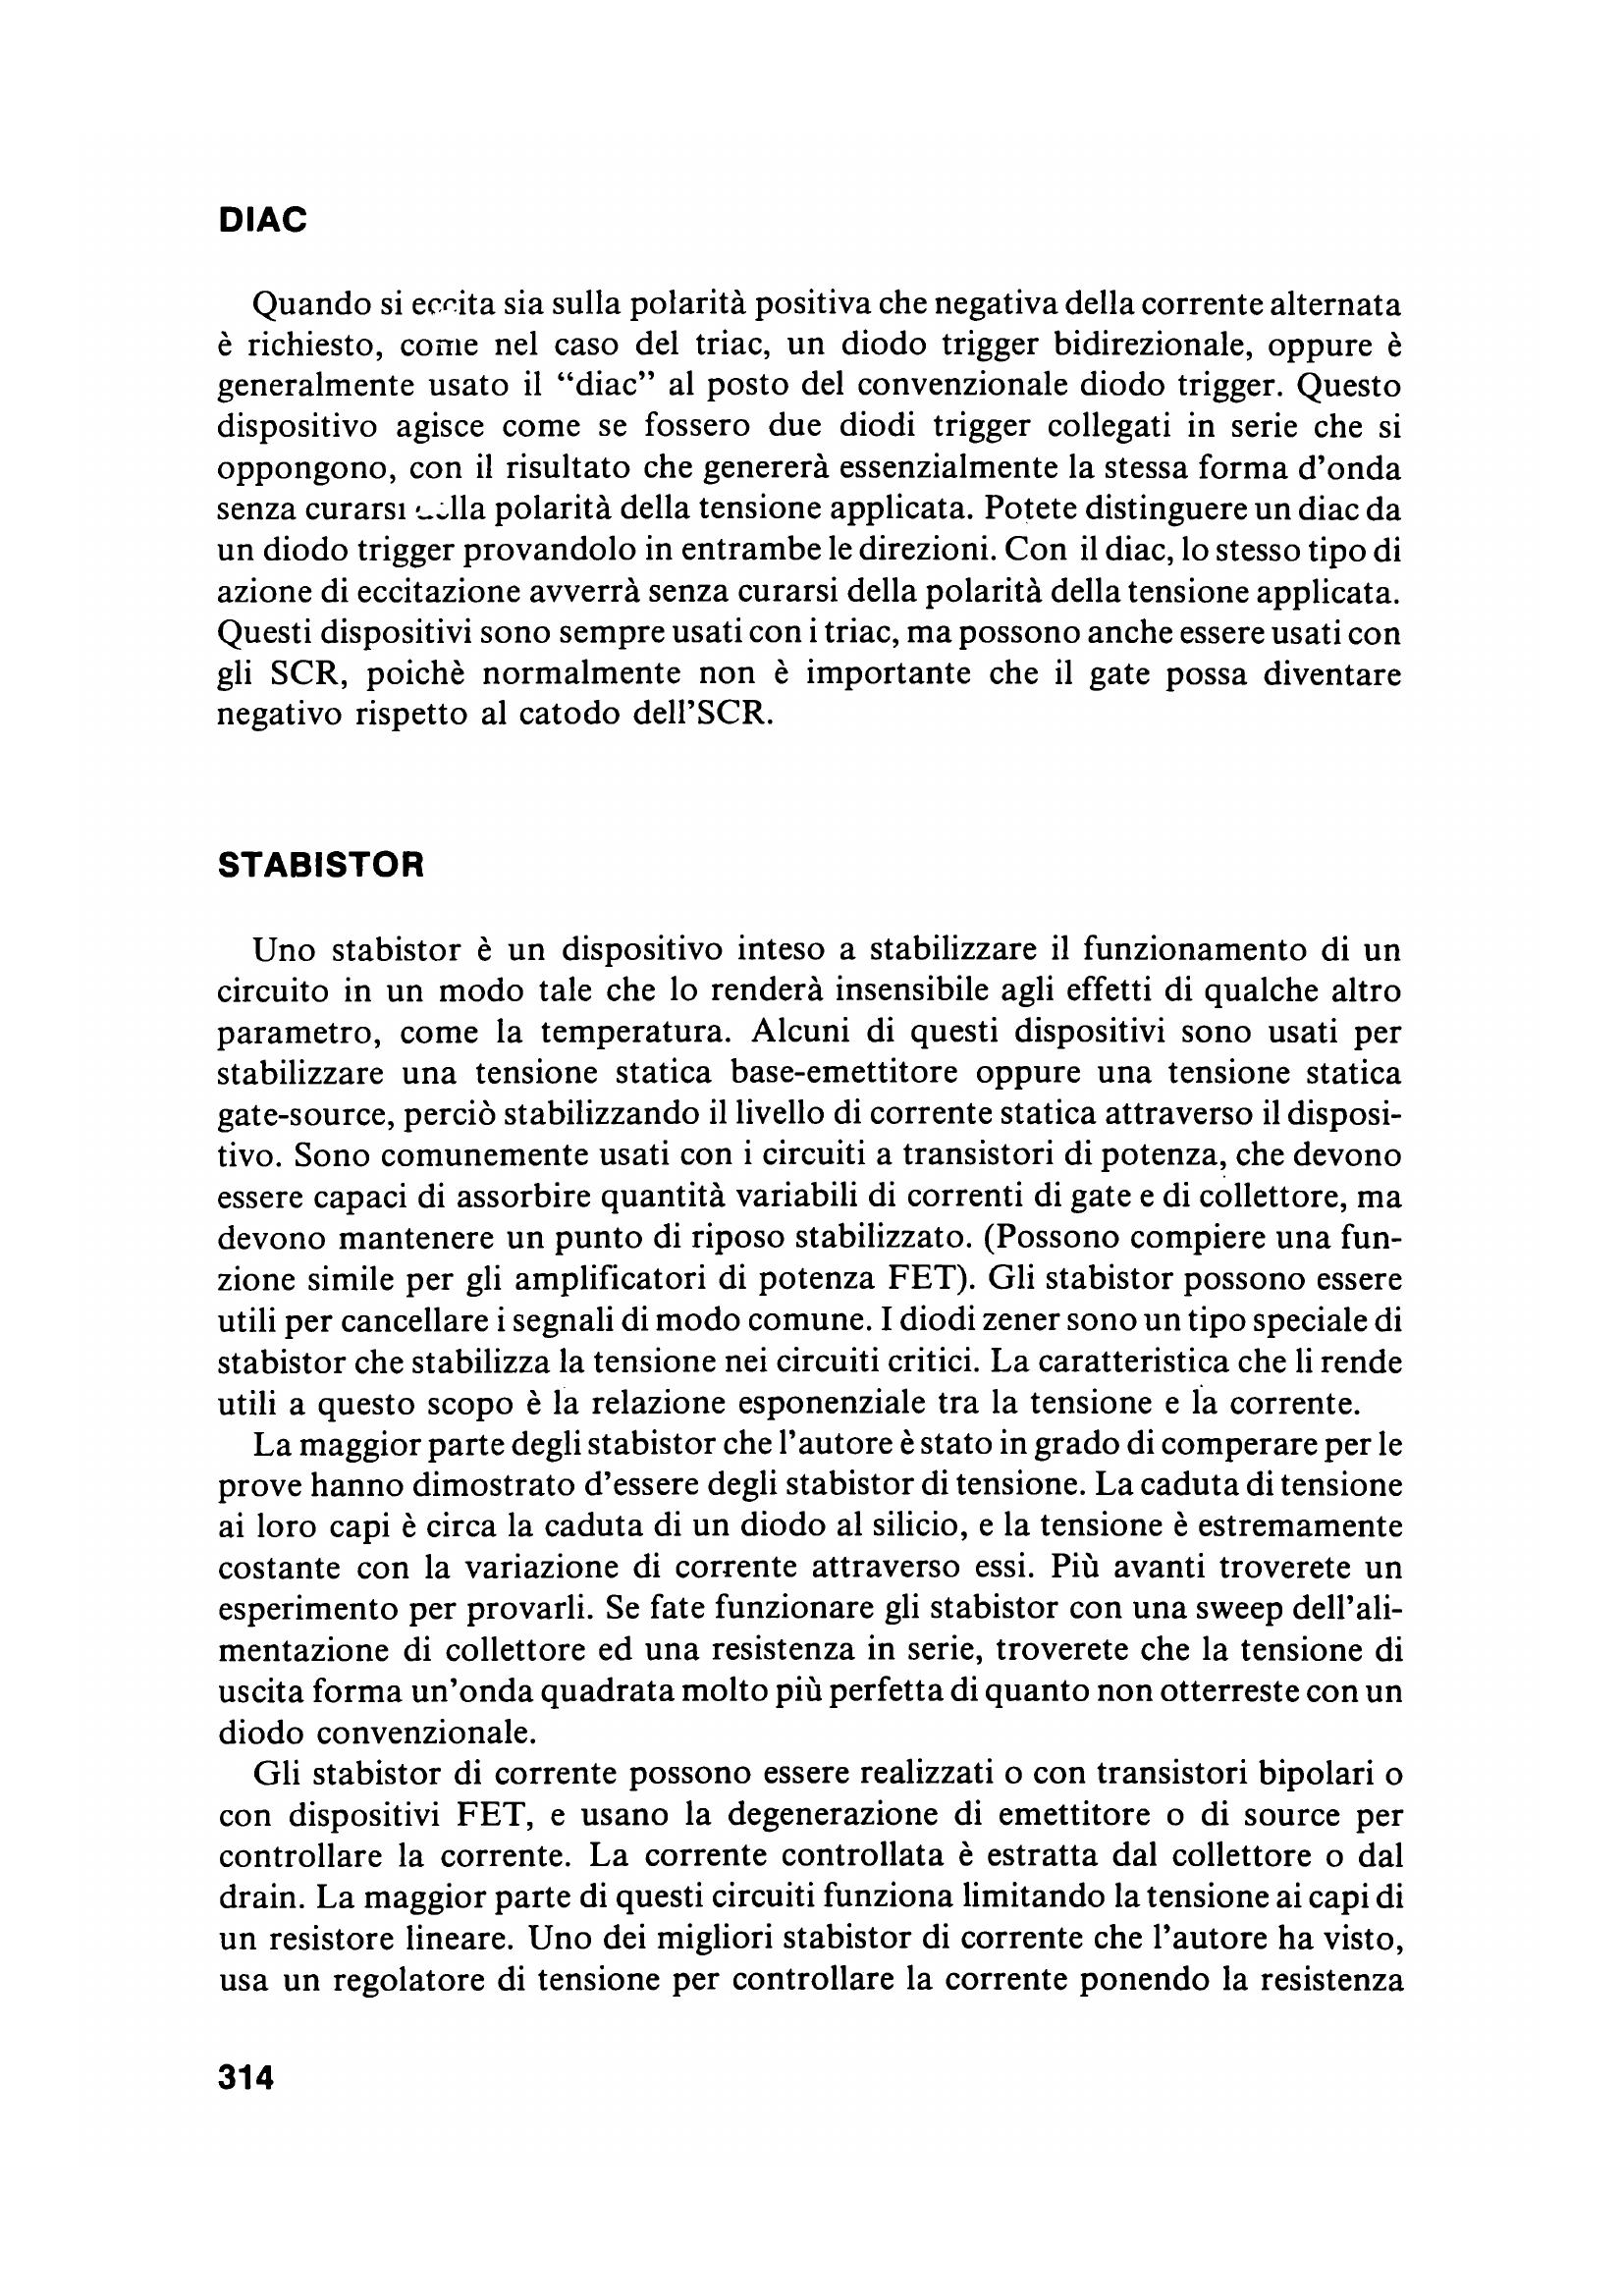 DIAC
Quando si eccita sia sulla polarità positiva che negativa della corrente alternata
è richiesto, come nel caso del triac, un diodo trigger bidirezionale, oppure è
generalmente usato il “diac” al posto del convenzionale diodo trigger. Questo
dispositivo agisce come se fossero due diodi trigger collegati in serie che si
oppongono, con il risultato che genererà essenzialmente la stessa forma d’onda
senza curarsi della polarità della tensione applicata. Potete distinguere un diac da
un diodo trigger provandolo in entrambe le direzioni. Con il diac, lo stesso tipo di
azione di eccitazione avverrà senza curarsi della polarità della tensione applicata.
Questi dispositivi sono sempre usati con i triac, ma possono anche essere usati con
gli SCR, poichè normalmente non è importante che il gate possa diventare
negativo rispetto al catodo dell’SCR.
STABISTOR
Uno stabistor è un dispositivo inteso a stabilizzare il funzionamento di un
circuito in un modo tale che lo renderà insensibile agli effetti di qualche altro
parametro, come la temperatura. Alcuni di questi dispositivi sono usati per
stabilizzare una tensione statica base-emettitore oppure una tensione statica
gate-source, perciò stabilizzando il livello di corrente statica attraverso il disposi-
tivo. Sono comunemente usati con i circuiti a transistori di potenza, che devono
essere capaci di assorbire quantità variabili di correnti di gate e di collettore, ma
devono mantenere un punto di riposo stabilizzato. (Possono compiere una fun-
zione simile per gli amplificatori di potenza FET). Gli stabistor possono essere
utili per cancellare i segnali di modo comune. I diodi zener sono un tipo speciale di
stabistor che stabilizza la tensione nei circuiti critici. La caratteristica che li rende
utili a questo scopo è la relazione esponenziale tra la tensione e la corrente.
La maggior parte degli stabistor che l’autore è stato in grado di comperare per le
prove hanno dimostrato d’essere degli stabistor di tensione. La caduta di tensione
ai loro capi è circa la caduta di un diodo al silicio, e la tensione è estremamente
costante con la variazione di corrente attraverso essi. Più avanti troverete un
esperimento per provarli. Se fate funzionare gli stabistor con una sweep dell’ali-
mentazione di collettore ed una resistenza in serie, troverete che la tensione di
uscita forma un’onda quadrata molto più perfetta di quanto non otterreste con un
diodo convenzionale.
Gli stabistor di corrente possono essere realizzati o con transistori bipolari o
con dispositivi FET, e usano la degenerazione di emettitore o di source per
controllare la corrente. La corrente controllata è estratta dal collettore o dal
drain. La maggior parte di questi circuiti funziona limitando la tensione ai capi di
un resistore lineare. Uno dei migliori stabistor di corrente che l’autore ha visto,
usa un regolatore di tensione per controllare la corrente ponendo la resistenza
314